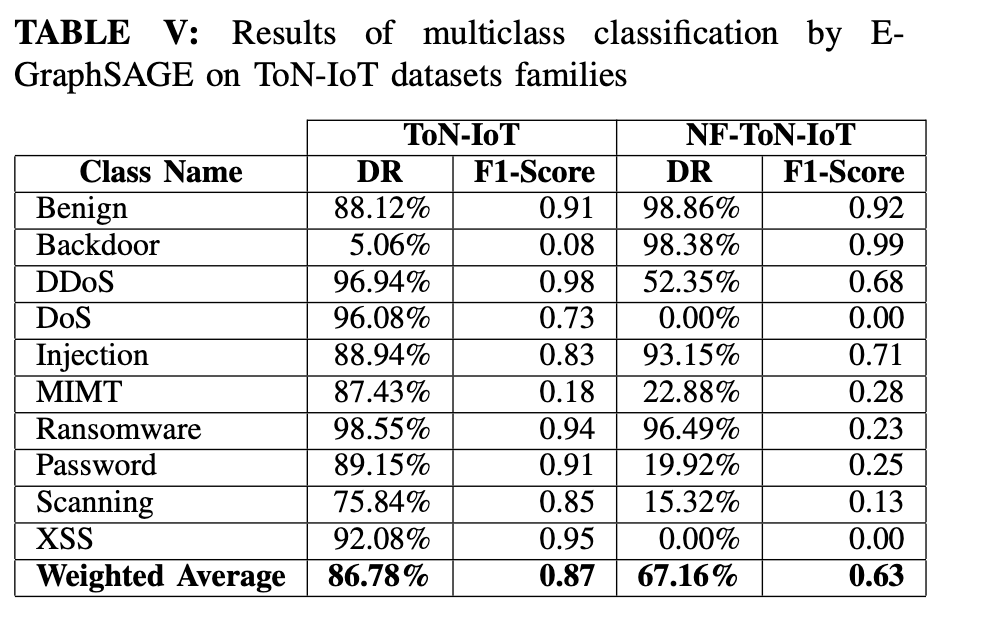 TABLE V: Results of multiclass classification by E-
GraphSAGE on ToN-IoT datasets families
ToN-IoT NF-ToN-IoT
Class Name DR F1-Score DR F1-Score
Benign 88.12% 0.91 98.86% 0.92
Backdoor 5.06% 0.08 98.38% 0.99
DDoS 96.94% 0.98 52.35% 0.68
DoS 96.08% 0.73 0.00% 0.00
Injection 88.94% 0.83 93.15% 0.71
MIMT 87.43% 0.18 22.88% 0.28
Ransomware 98.55% 0.94 96.49% 0.23
Password 89.15% 0.91 19.92% 0.25
Scanning 75.84% 0.85 15.32% 0.13
XSS 92.08% 0.95 0.00% 0.00
Weighted Average 86.78% 0.87 67.16% 0.63